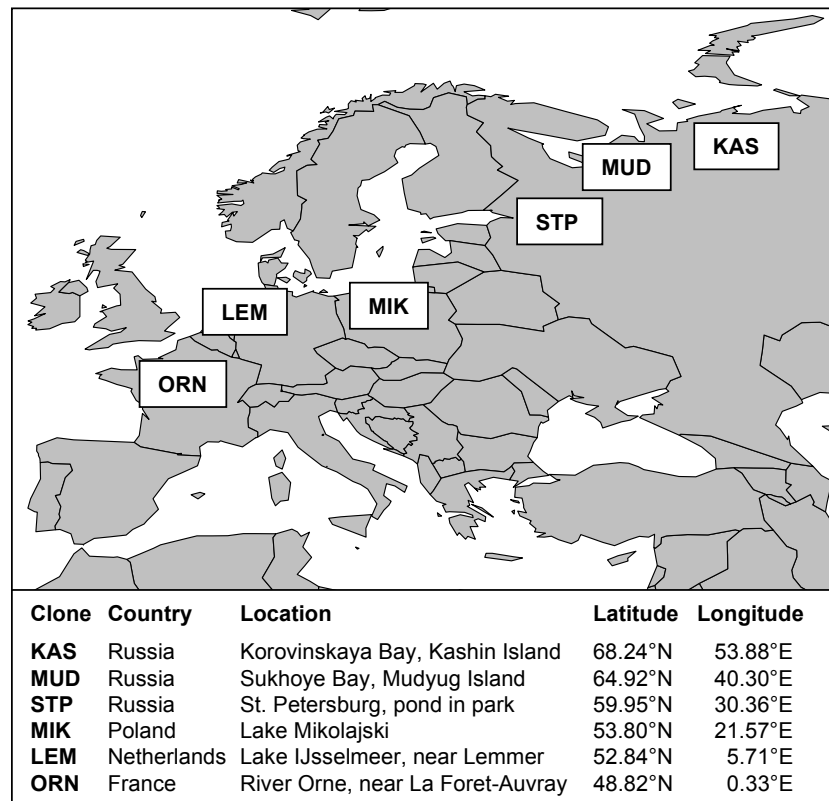 KAS
MUD
STP
LEM
MIK
ORN
Clone Country Location Latitude Longitude
KAS Russia Korovinskaya Bay, Kashin Island 68.24°N 53.88°E
MUD Russia Sukhoye Bay, Mudyug Island 64.92°N 40.30°E
STP Russia St. Petersburg, pond in park 59.95°N 30.36°E
MIK Poland Lake Mikolajski 53.80°N 21.57°E
LEM Netherlands Lake IJsselmeer, near Lemmer 52.84°N 5.71°E
ORN France River Orne, near La Foret-Auvray 48.82°N 0.33°E